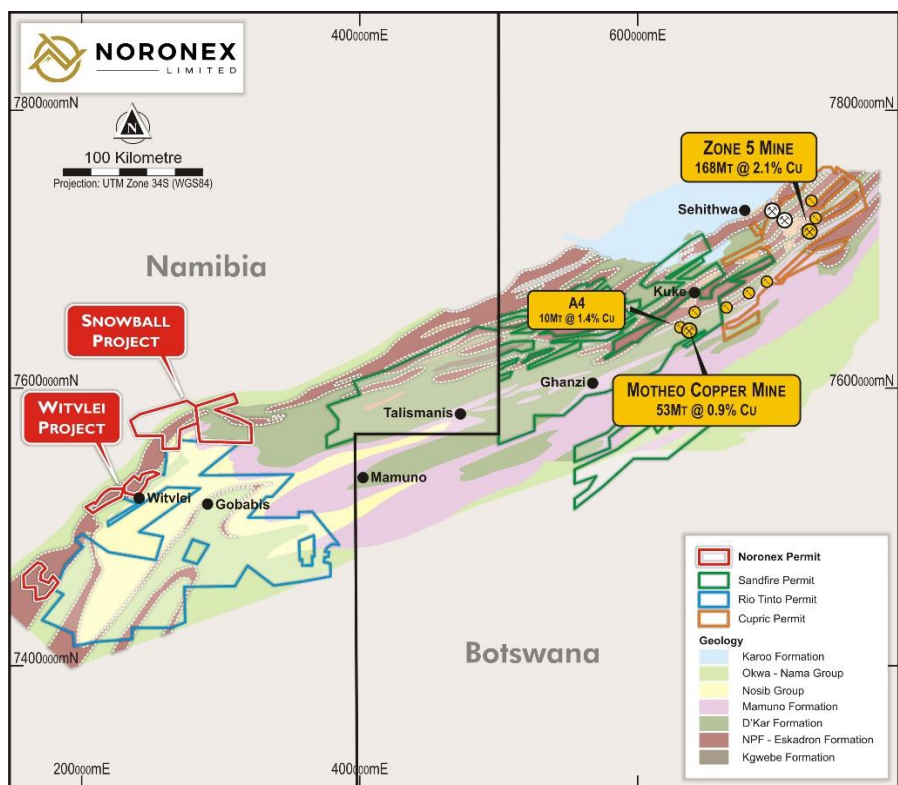 NORONEX
LIMITED
400000mE
600000mE
7800000mN
7800000mN
N
100 Kilometre
Projection: UTM Zone 34S (WGS84)
ZONE 5 MINE
168MT @ 2.1% CU
Sehithwa
Namibia
Kuke
A4
10MT @ 1.4% CU
SNOWBALL
PROJECT
7600000mN
7600000mN
Ghanzi
MOTHEO COPPER MINE
53MT @ 0.9% CU
WITVLEI
PROJECT
Talismanis
Mamuno
Witvlei
Gobabis
Noronex Permit
Sandfire Permit
Rio Tinto Permit
Cupric Permit
Geology
Karoo Formation
Okwa - Nama Group
Nosib Group
Mamuno Formation
D'Kar Formation
NPF - Eskadron Formation
Kgwebe Formation
Botswana
7400000mN
7400000mN
200000mE
400000mE